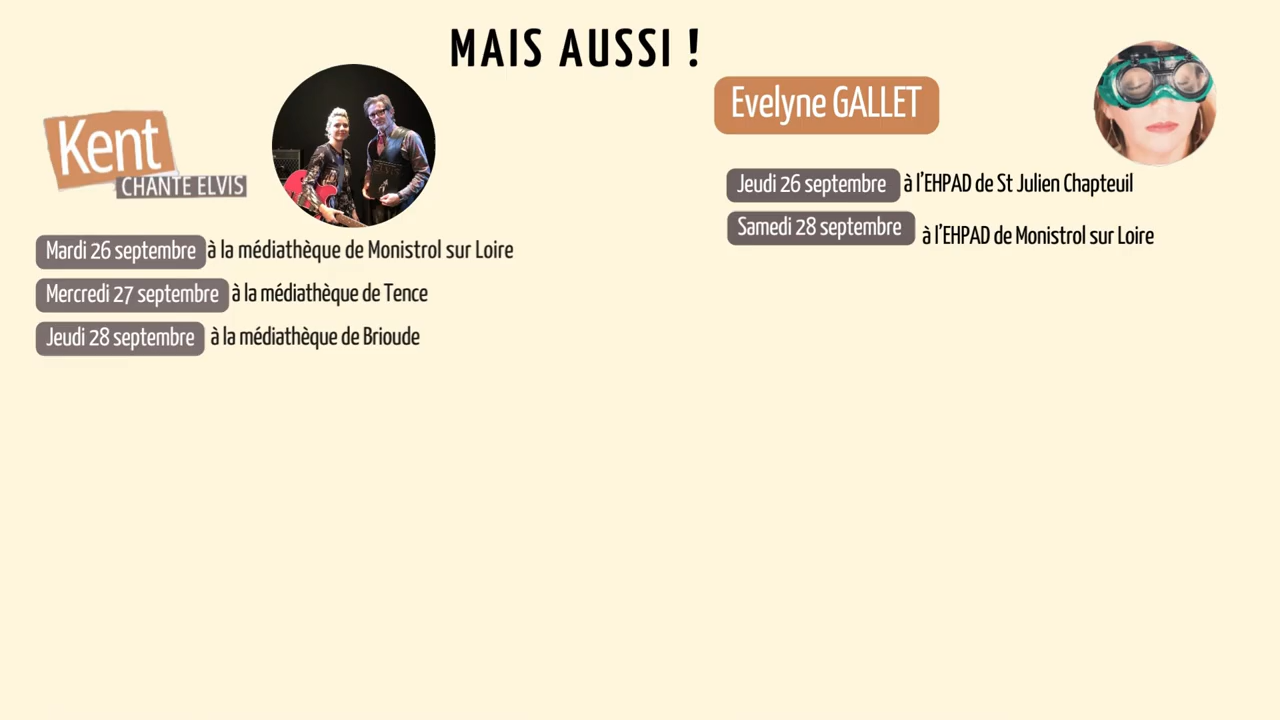 MAIS AUSSI !
Kent
CHANTE ELVIS
Mardi 26 septembre à la médiathèque de Monistrol sur Loire
Mercredi 27 septembre à la médiathèque de Tence
Jeudi 28 septembre à la médiathèque de Brioude
Evelyne GALLET
Jeudi 26 septembre à l'EHPAD de St Julien Chapteuil
Samedi 28 septembre à l'EHPAD de Monistrol sur Loire